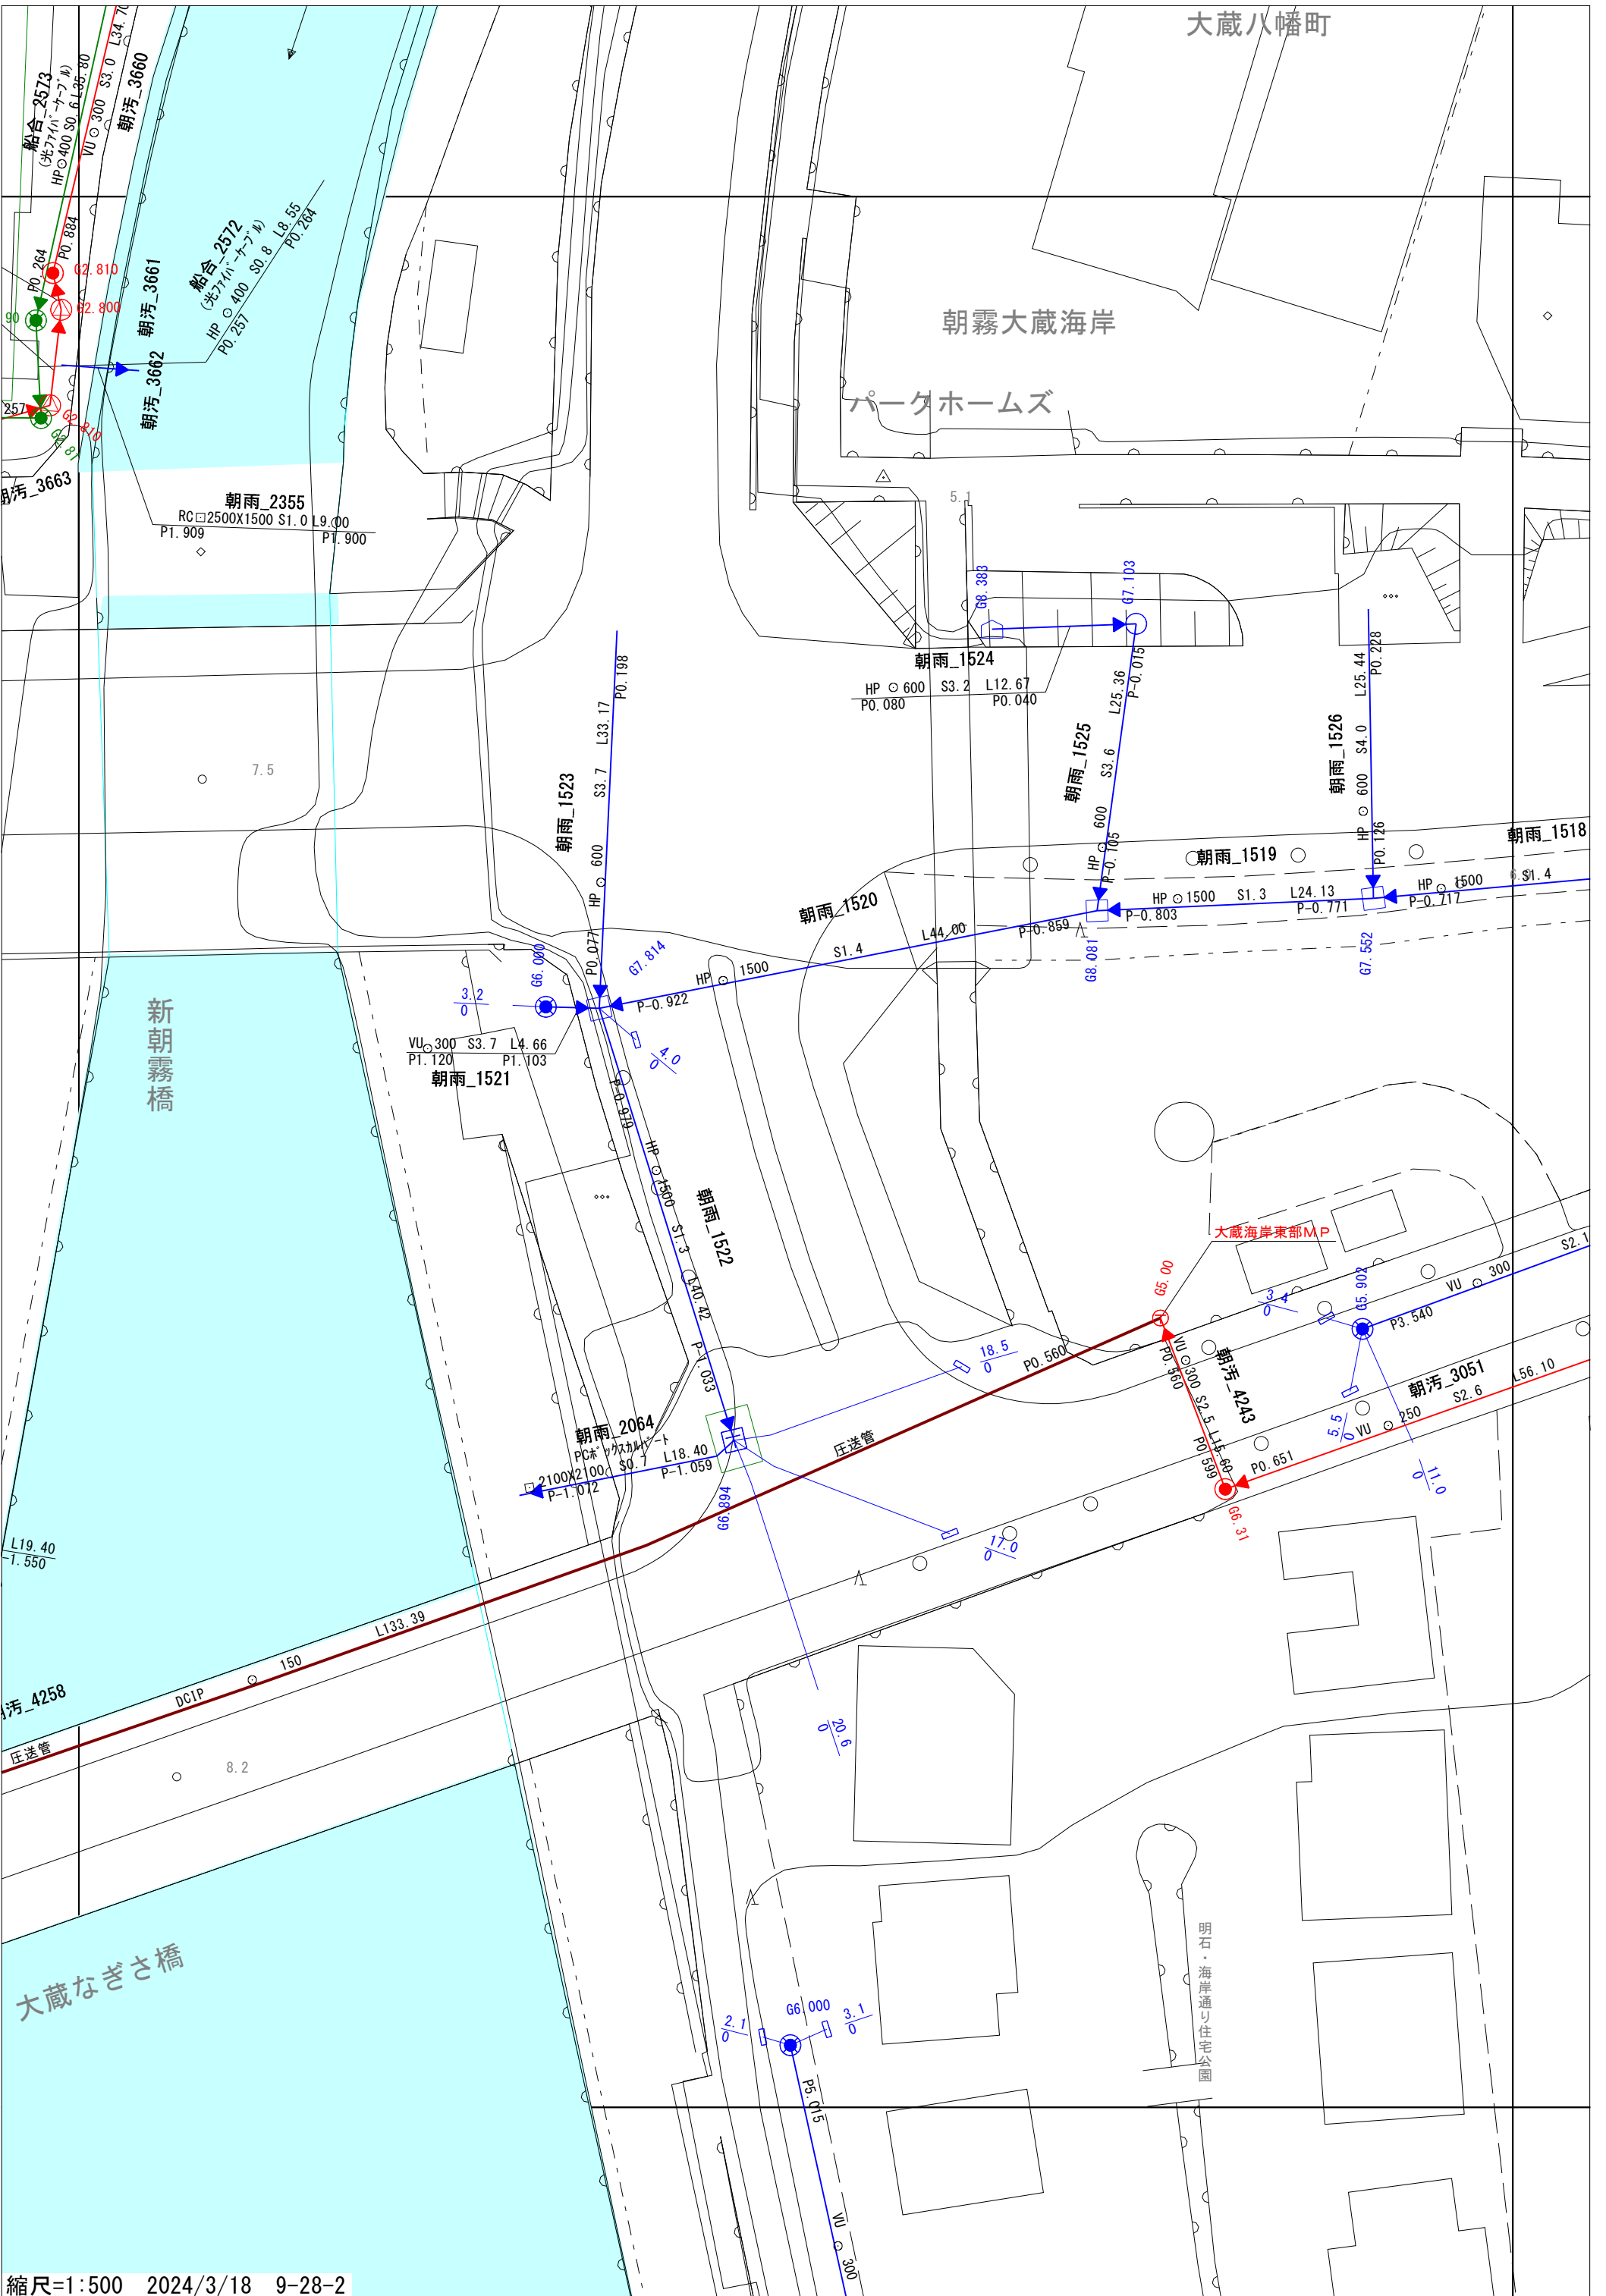 大蔵八幡町
船合_2573
(光ﾌｧｲﾊﾞｰｹｰﾌﾞﾙ)
HP⊙400 S0.6 L35.80
VU⊙300 S3.0 L34.70
朝汚_3660
P0.264
P0.884
G2.810
G2.800
90
朝汚_3661
朝汚_3662
船合_2572
(光ﾌｧｲﾊﾞｰｹｰﾌﾞﾙ)
HP ⊙ 400 S0.8 L8.55
P0.257
P0.264
257
G2.810
G2.81
朝汚_3663
朝雨_2355
RC□2500X1500 S1.0 L9.00
P1.909
P1.900
朝霧大蔵海岸
パークホームズ
5.1
G8.383
G7.103
朝雨_1524
HP ⊙ 600 S3.2 L12.67
P0.080
P0.040
P0.198
朝雨_1523
HP ⊙ 600 S3.7 L33.17
P0.077
P-0.015
朝雨_1525
HP ⊙ 600 S3.6 L25.36
P-0.105
P0.228
朝雨_1526
HP ⊙ 600 S4.0 L25.44
P0.126
7.5
朝雨_1518
HP ⊙ 1500 S1.4
P-0.717
朝雨_1519
HP ⊙ 1500 S1.3 L24.13
P-0.803
P-0.771
G8.081
G7.552
朝雨_1520
HP ⊙ 1500 S1.4 L44.00
P-0.922
P-0.859
G6.000
G7.814
3.2
0
4.0
0
VU⊙300 S3.7 L4.66
P1.120
P1.103
朝雨_1521
新朝霧橋
P-0.979
HP ⊙ 1500 S1.3 L40.42
P-1.033
朝雨_1522
大蔵海岸東部MP
G5.00
3.4
0
G5.902
VU ⊙ 300 S2.1
P3.540
18.5
0
P0.560
P0.560
VU⊙300 S2.5 L15.60
P0.599
朝汚_4243
朝汚_3051
VU ⊙ 250 S2.6 L56.10
P0.651
5.5
0
11.0
0
G6.31
朝雨_2064
PCﾎﾞｯｸｽｶﾙﾊﾞｰﾄ
□2100X2100 S0.7 L18.40
P-1.072
P-1.059
G6.894
圧送管
17.0
0
20.6
0
L19.40
-1.550
汚_4258
圧送管
DCIP ⊙ 150 L133.39
8.2
大蔵なぎさ橋
明石・海岸通り住宅公園
2.1
0
G6.000
3.1
0
P5.015
VU ⊙ 300
縮尺=1:500 2024/3/18 9-28-2